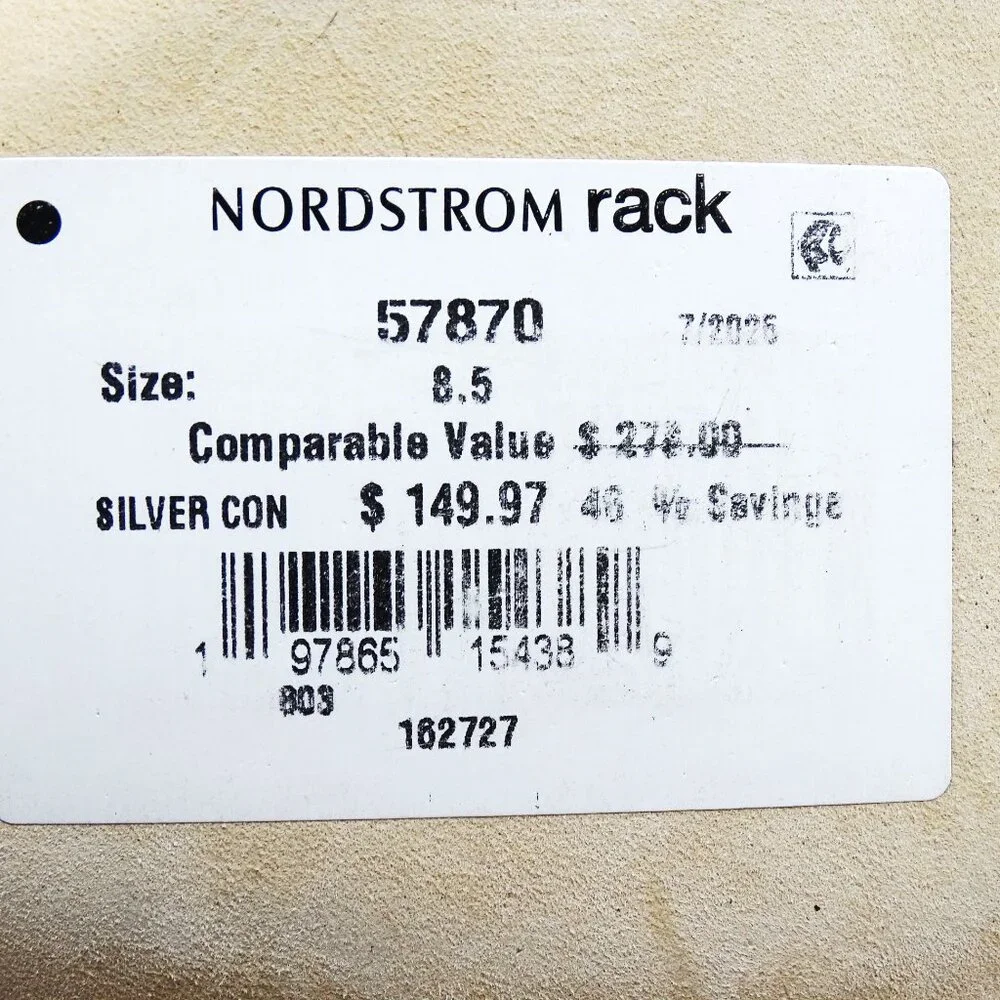 NORDSTROM rack
57870 7/2025
Size: 8.5
Comparable Value $ 278.00
SILVER CON $ 149.97 46 % Savings
1 97865 15438 9
803
162727